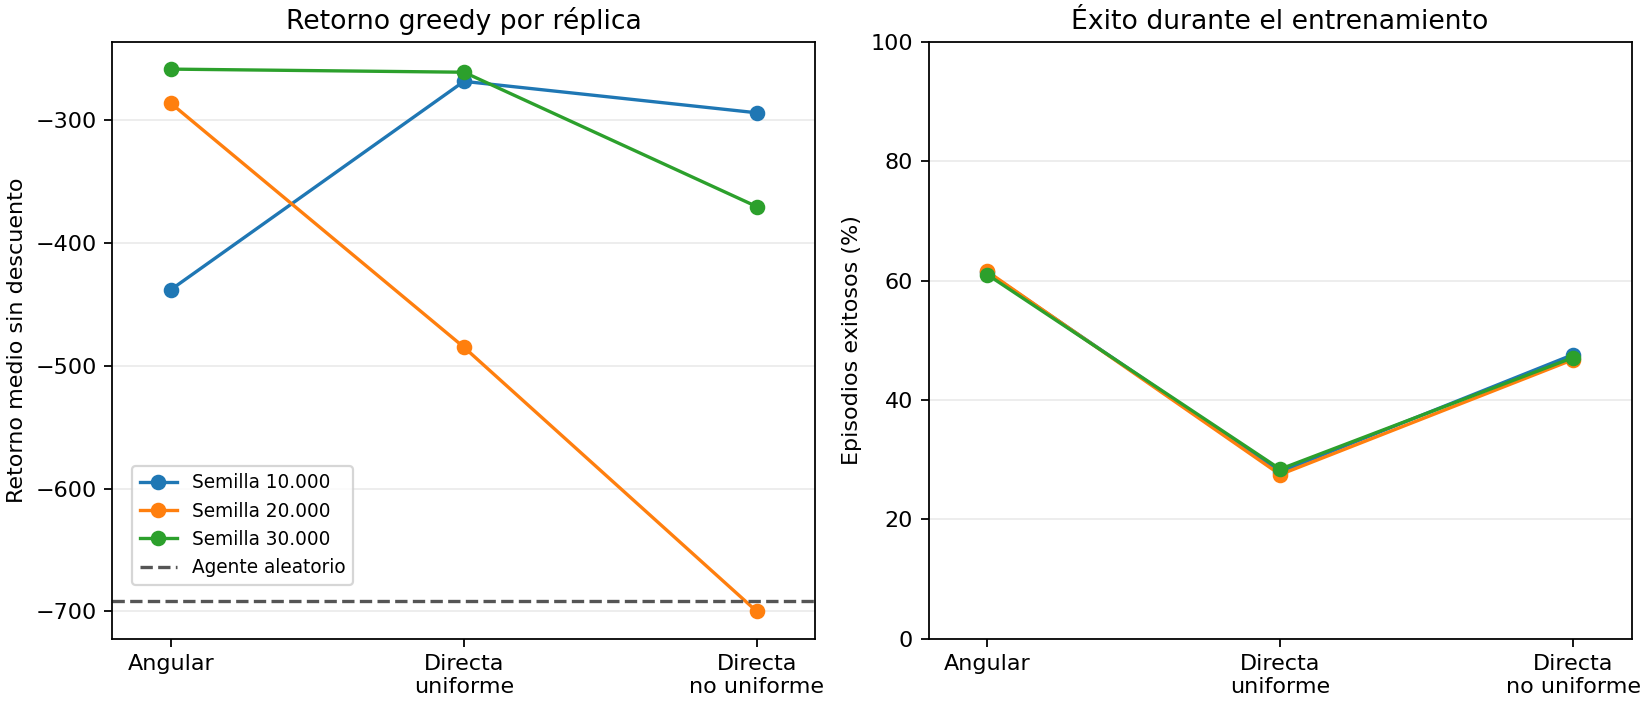 Retorno greedy por réplica
Retorno medio sin descuento
−300
−400
−500
−600
−700
Semilla 10.000
Semilla 20.000
Semilla 30.000
Agente aleatorio
Angular
Directa
uniforme
Directa
no uniforme
Éxito durante el entrenamiento
Episodios exitosos (%)
100
80
60
40
20
0
Angular
Directa
uniforme
Directa
no uniforme